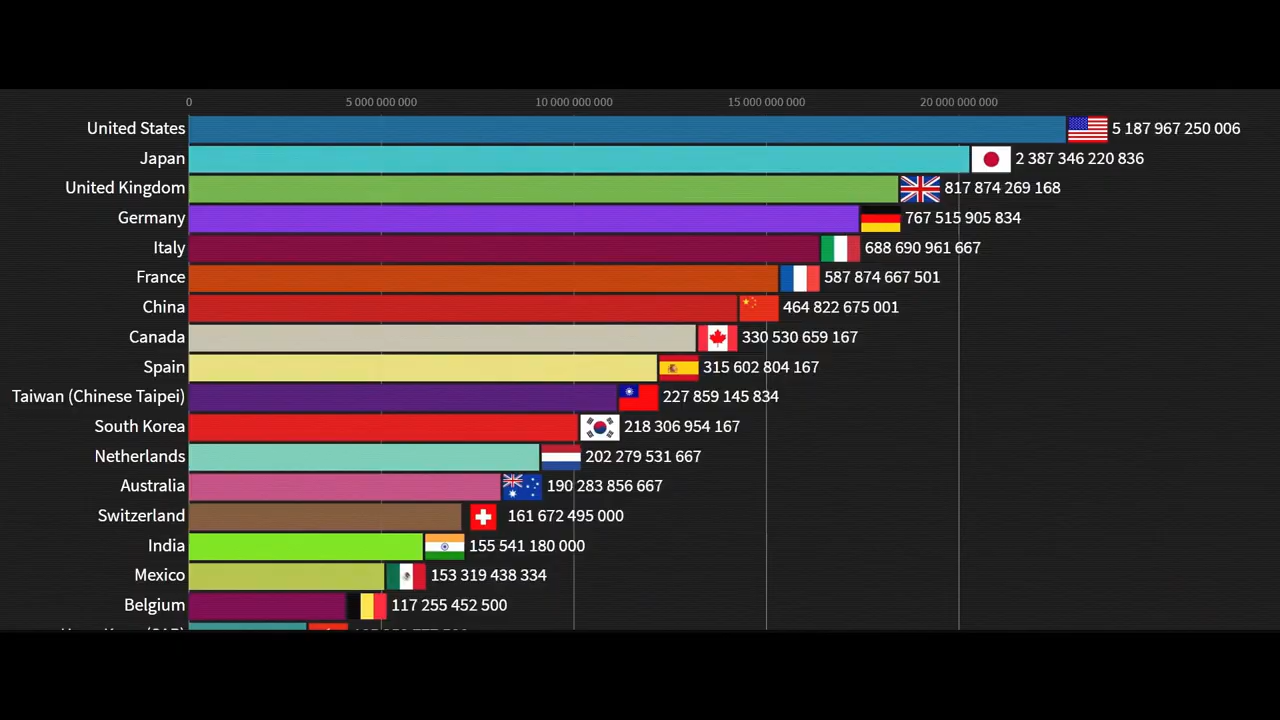 0 5 000 000 000 10 000 000 000 15 000 000 000 20 000 000 000
United States 5 187 967 250 006
Japan 2 387 346 220 836
United Kingdom 817 874 269 168
Germany 767 515 905 834
Italy 688 690 961 667
France 587 874 667 501
China 464 822 675 001
Canada 330 530 659 167
Spain 315 602 804 167
Taiwan (Chinese Taipei) 227 859 145 834
South Korea 218 306 954 167
Netherlands 202 279 531 667
Australia 190 283 856 667
Switzerland 161 672 495 000
India 155 541 180 000
Mexico 153 319 438 334
Belgium 117 255 452 500